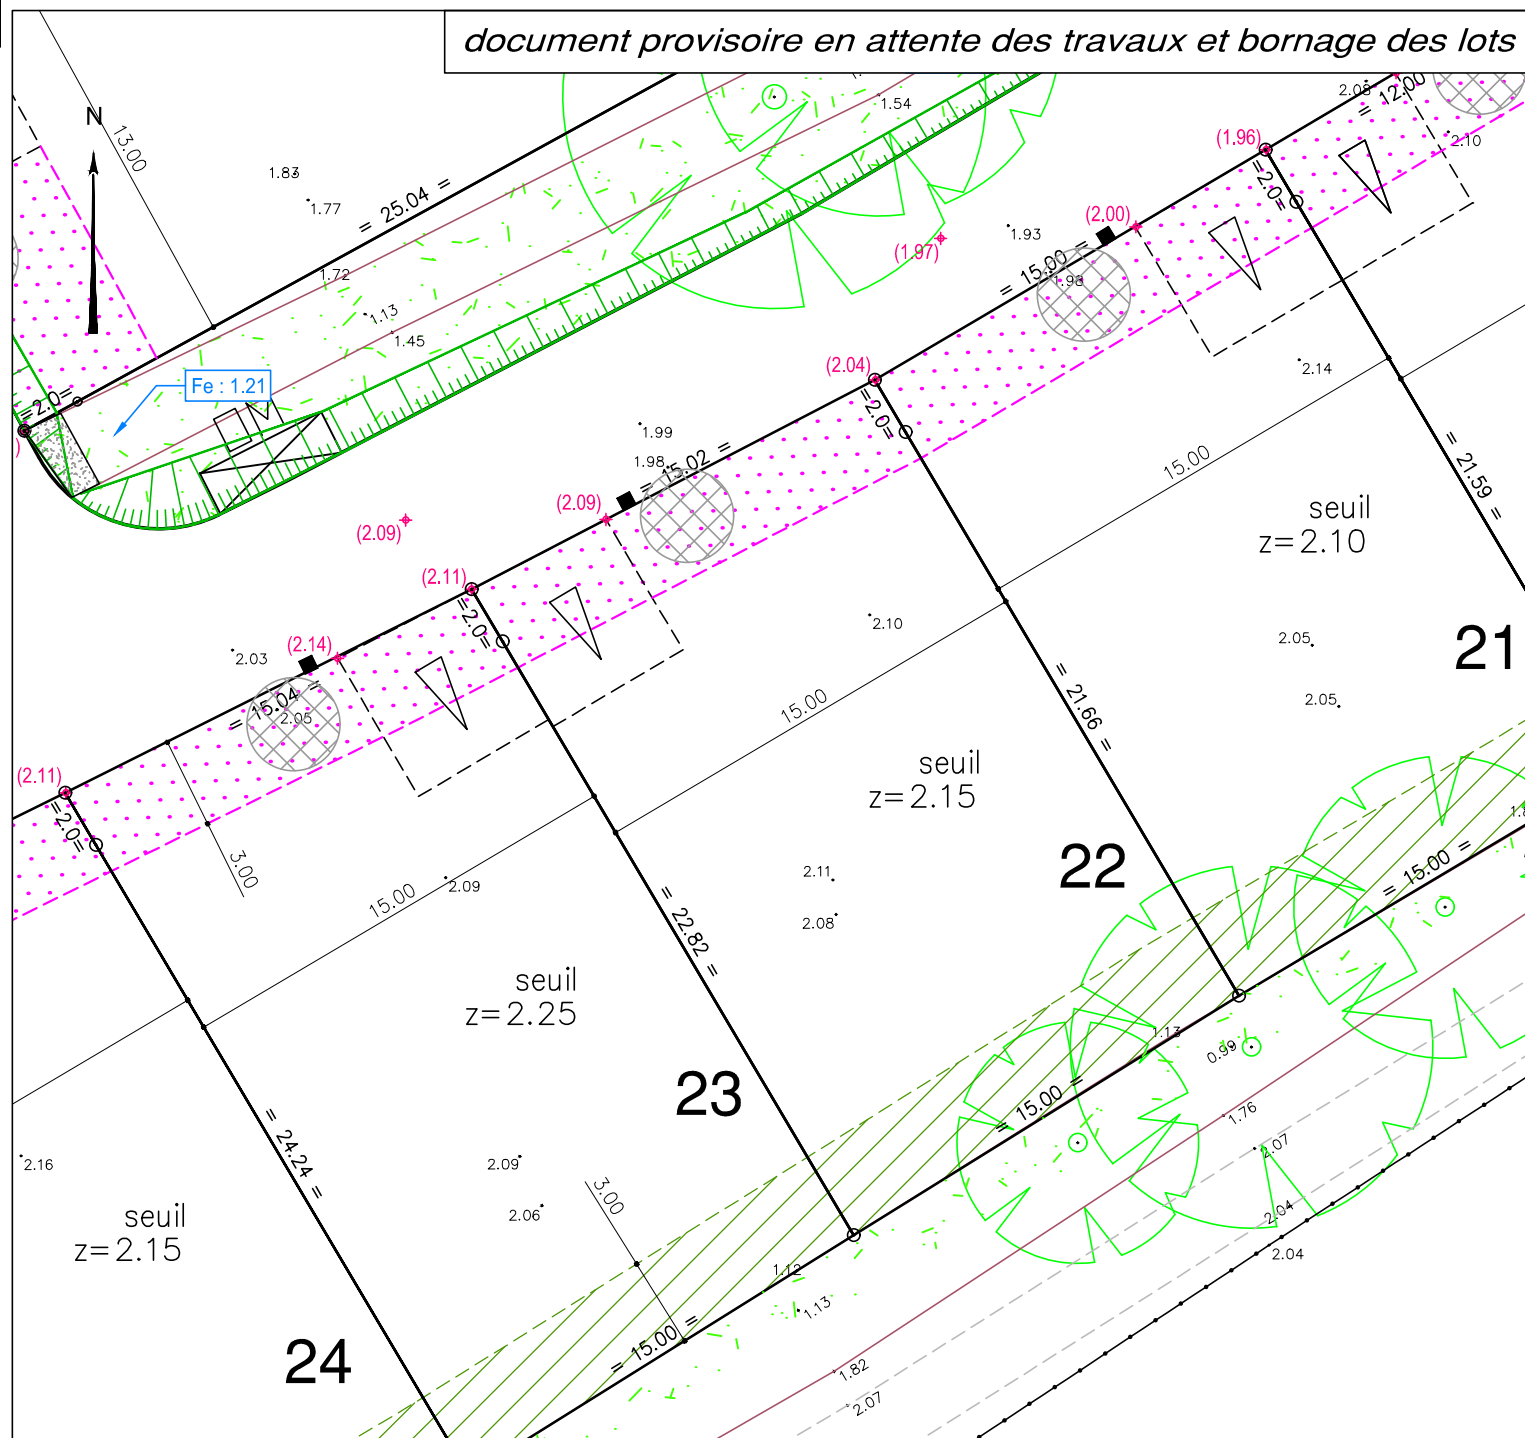 document provisoire en attente des travaux et bornage des lots
N
13.00
1.83
1.77
= 25.04 =
1.72
1.13
1.45
1.54
Fe : 1.21
=2.0=
(1.97)
1.93
(2.00)
(1.96)
2.08
= 12.00
2.10
=2.0=
= 15.00 =
1.98
2.14
(2.04)
=2.0=
1.99
1.98
= 15.02 =
(2.09)
(2.09)
15.00
= 21.59 =
seuil
z=2.10
(2.11)
=2.0=
2.10
2.05
21
2.05
(2.14)
2.03
= 15.04 =
2.05
15.00
= 21.66 =
seuil
z=2.15
(2.11)
=2.0=
3.00
15.00
2.09
2.11
2.08
22
= 15.00 =
= 22.82 =
seuil
z=2.25
1.13
0.99
23
= 15.00 =
1.76
2.07
= 24.24 =
2.16
2.09
2.06
3.00
2.04
2.04
seuil
z=2.15
1.12
1.13
24
= 15.00 =
1.82
2.07